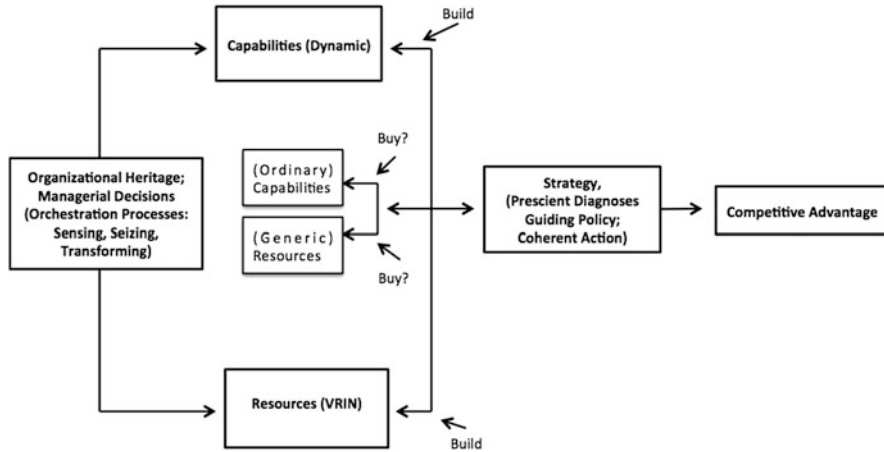 Build
Capabilities (Dynamic)
Buy?
Organizational Heritage;
Managerial Decisions
(Orchestration Processes:
Sensing, Seizing,
Transforming)
(Ordinary)
Capabilities
(Generic)
Resources
Buy?
Strategy,
(Prescient Diagnoses
Guiding Policy;
Coherent Action)
Competitive Advantage
Resources (VRIN)
Build